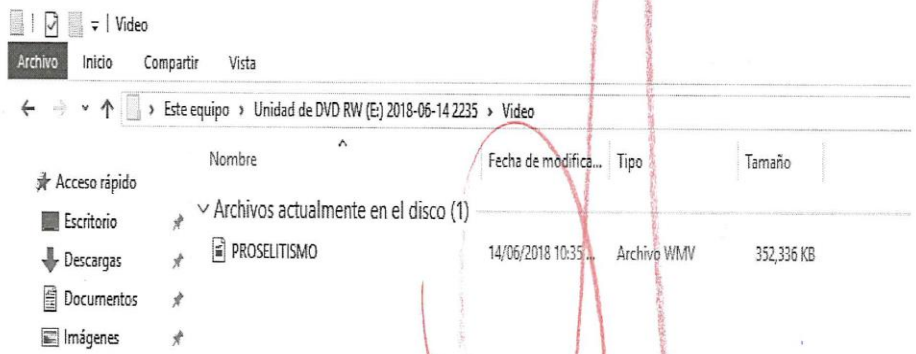 Video
Archivo Inicio Compartir Vista
Este equipo > Unidad de DVD RW (E:) 2018-06-14 2235 > Video
Nombre Fecha de modifica... Tipo Tamaño
Acceso rápido
Escritorio
Descargas
Documentos
Imágenes
Archivos actualmente en el disco (1)
PROSELITISMO 14/06/2018 10:35 ... Archivo WMV 352,336 KB